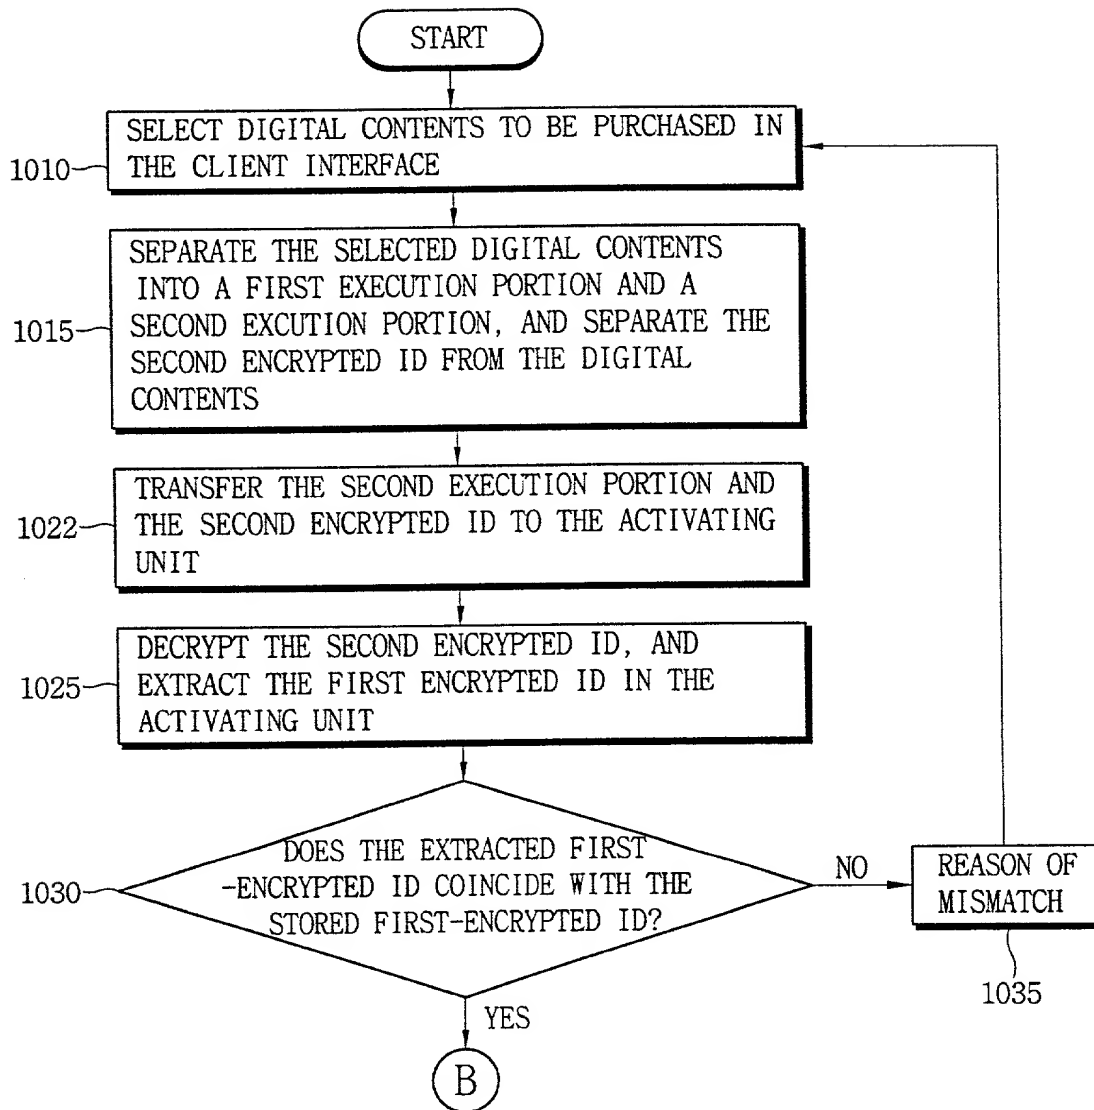 START
SELECT DIGITAL CONTENTS TO BE PURCHASED IN
THE CLIENT INTERFACE
1010
SEPARATE THE SELECTED DIGITAL CONTENTS
INTO A FIRST EXECUTION PORTION AND A
SECOND EXCUTION PORTION, AND SEPARATE THE
SECOND ENCRYPTED ID FROM THE DIGITAL
CONTENTS
1015
TRANSFER THE SECOND EXECUTION PORTION AND
THE SECOND ENCRYPTED ID TO THE ACTIVATING
UNIT
1022
DECRYPT THE SECOND ENCRYPTED ID, AND
EXTRACT THE FIRST ENCRYPTED ID IN THE
ACTIVATING UNIT
1025
DOES THE EXTRACTED FIRST
-ENCRYPTED ID COINCIDE WITH THE
STORED FIRST-ENCRYPTED ID?
1030
NO
REASON OF
MISMATCH
1035
YES
B